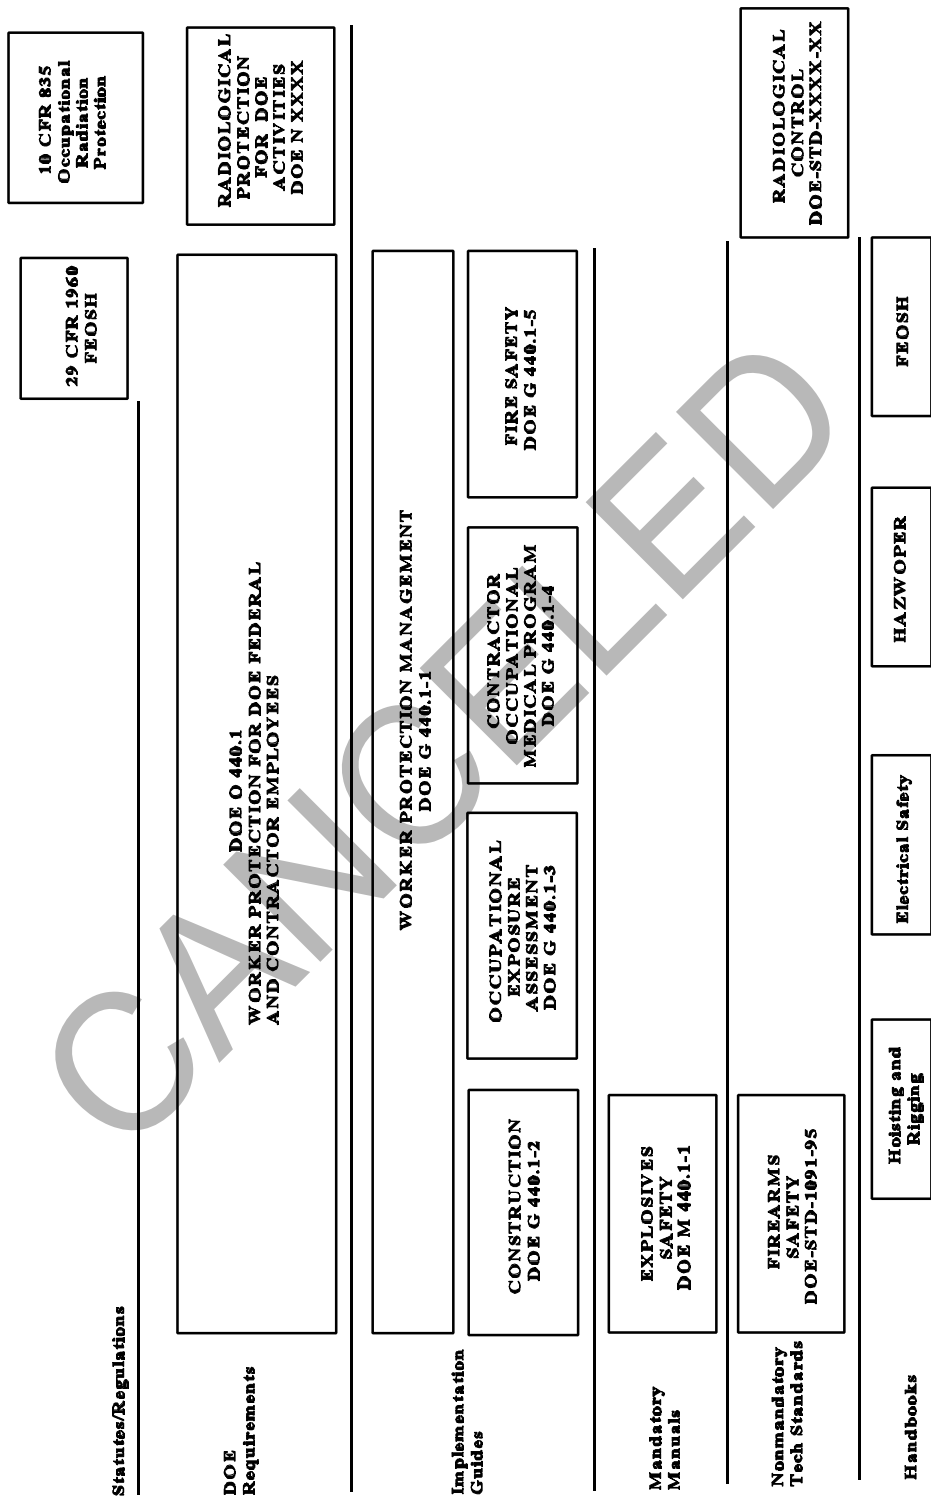 Statutes/Regulations
29 CFR 1960
FEOSH
10 CFR 835
Occupational
Radiation
Protection
DOE
Requirements
DOE O 440.1
WORKER PROTECTION FOR DOE FEDERAL
AND CONTRACTOR EMPLOYEES
RADIOLOGICAL
PROTECTION
FOR DOE
ACTIVITIES
DOE N XXXX
Implementation
Guides
WORKER PROTECTION MANAGEMENT
DOE G 440.1-1
CONSTRUCTION
DOE G 440.1-2
OCCUPATIONAL
EXPOSURE
ASSESSMENT
DOE G 440.1-3
CONTRACTOR
OCCUPATIONAL
MEDICAL PROGRAM
DOE G 440.1-4
FIRE SAFETY
DOE G 440.1-5
Mandatory
Manuals
EXPLOSIVES
SAFETY
DOE M 440.1-1
Nonmandatory
Tech Standards
FIREARMS
SAFETY
DOE-STD-1091-95
RADIOLOGICAL
CONTROL
DOE-STD-XXXX-XX
Handbooks
Hoisting and
Rigging
Electrical Safety
HAZWOPER
FEOSH
CANCELED